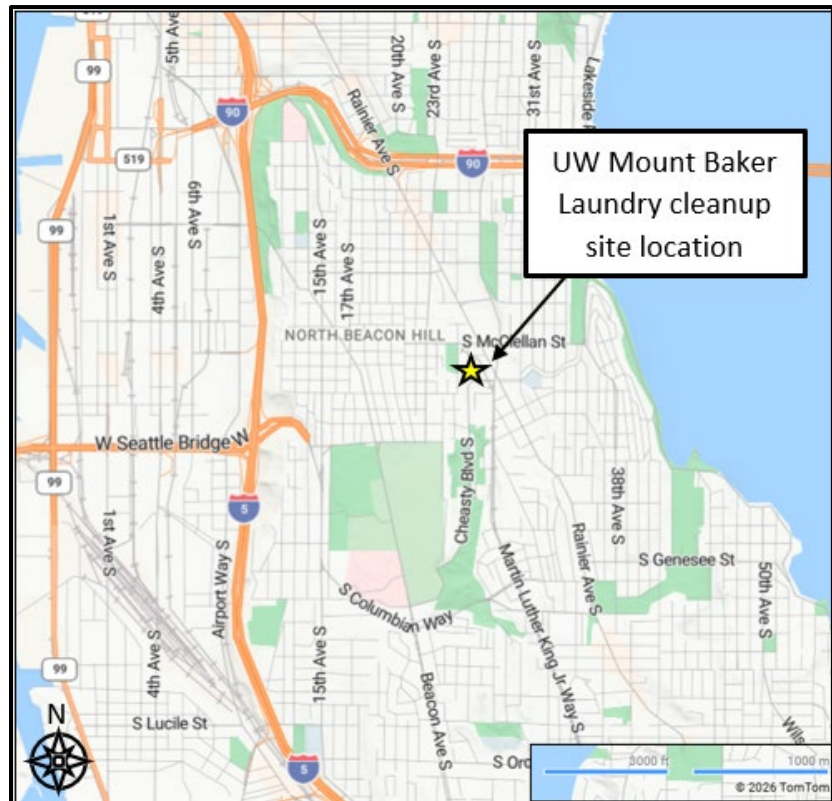 99
5th Ave S
20th Ave S
23rd Ave S
31st Ave S
Lakeside
90
Rainier Ave S
519
90
UW Mount Baker
Laundry cleanup
site location
99
1st Ave S
4th Ave S
6th Ave S
15th Ave S
17th Ave S
NORTH BEACON HILL
S McClellan St
W Seattle Bridge W
99
5
1st Ave S
Airport Way S
Cheasty Blvd S
38th Ave S
Rainier Ave S
S Genesee St
50th Ave S
Martin Luther King Jr Way S
S Columbian Way
4th Ave S
15th Ave S
Beacon Ave S
99
N
S Lucile St
5
S Orc
Wils
3000 ft
1000 m
© 2026 TomTom